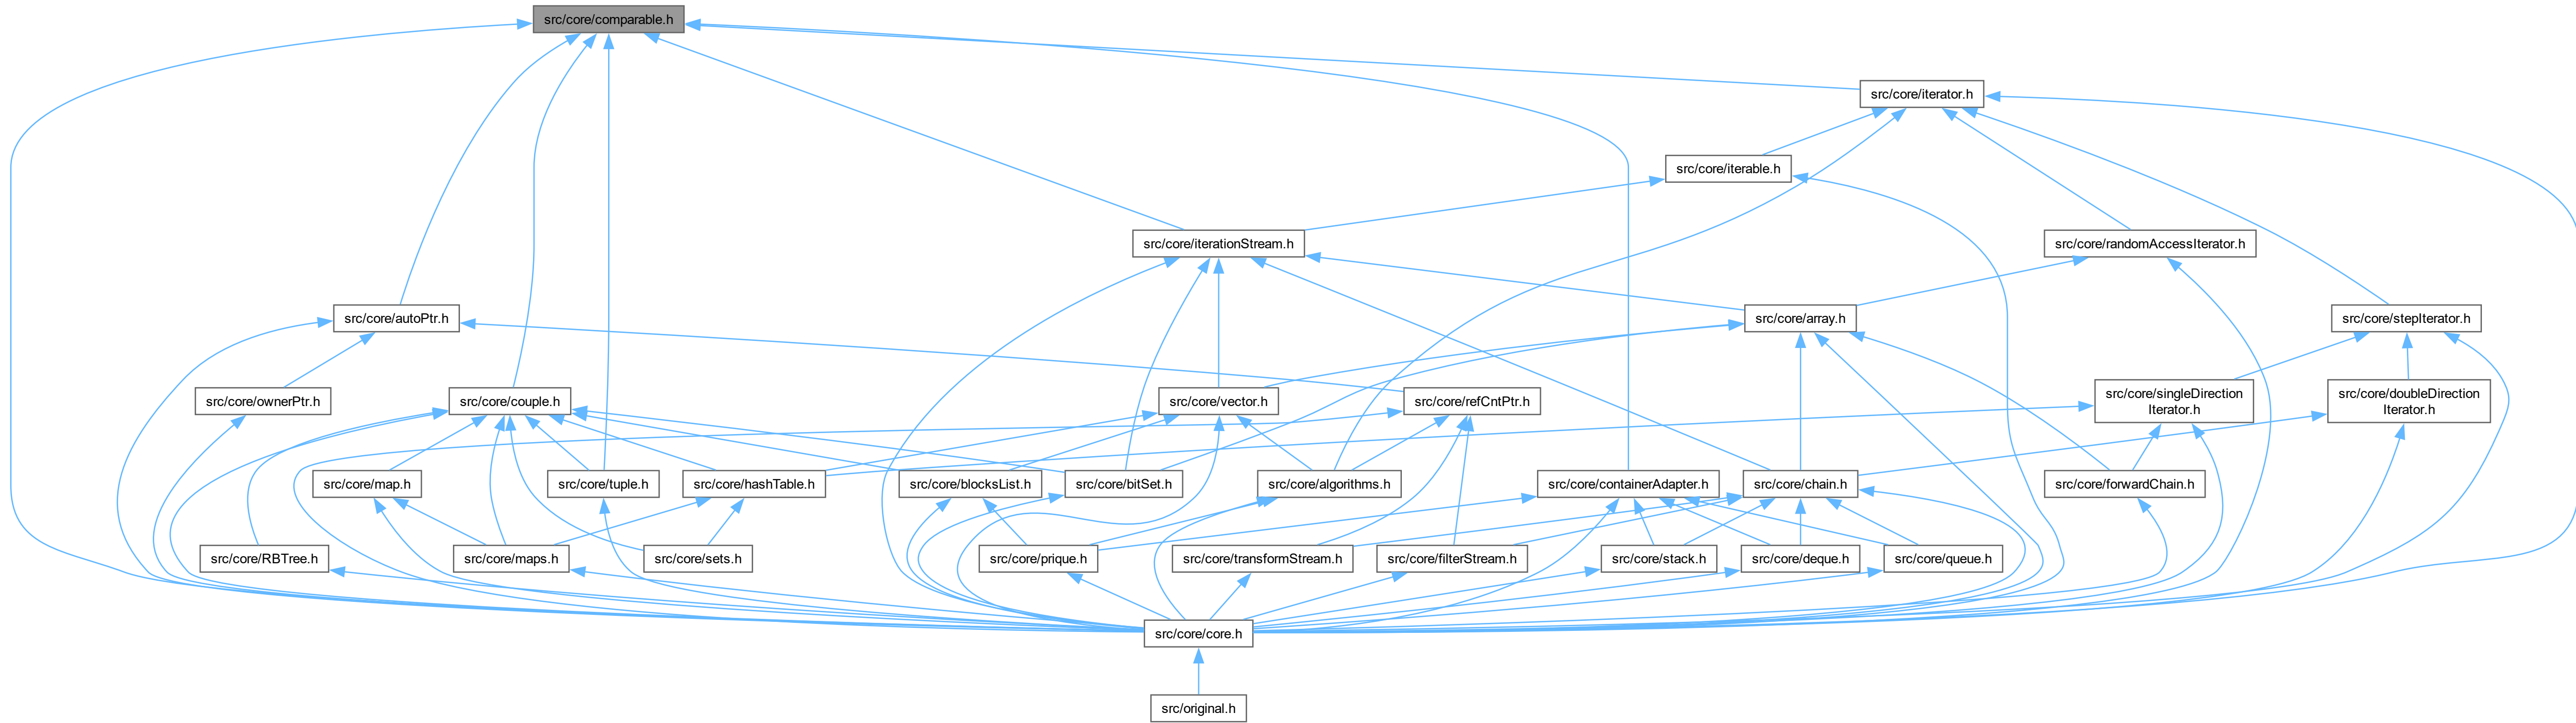 src/core/comparable.h
src/core/iterator.h
src/core/iterable.h
src/core/iterationStream.h
src/core/randomAccessIterator.h
src/core/autoPtr.h
src/core/array.h
src/core/stepIterator.h
src/core/ownerPtr.h
src/core/couple.h
src/core/vector.h
src/core/refCntPtr.h
src/core/singleDirection
Iterator.h
src/core/doubleDirection
Iterator.h
src/core/map.h
src/core/tuple.h
src/core/hashTable.h
src/core/blocksList.h
src/core/bitSet.h
src/core/algorithms.h
src/core/containerAdapter.h
src/core/chain.h
src/core/forwardChain.h
src/core/RBTree.h
src/core/maps.h
src/core/sets.h
src/core/prique.h
src/core/transformStream.h
src/core/filterStream.h
src/core/stack.h
src/core/deque.h
src/core/queue.h
src/core/core.h
src/original.h